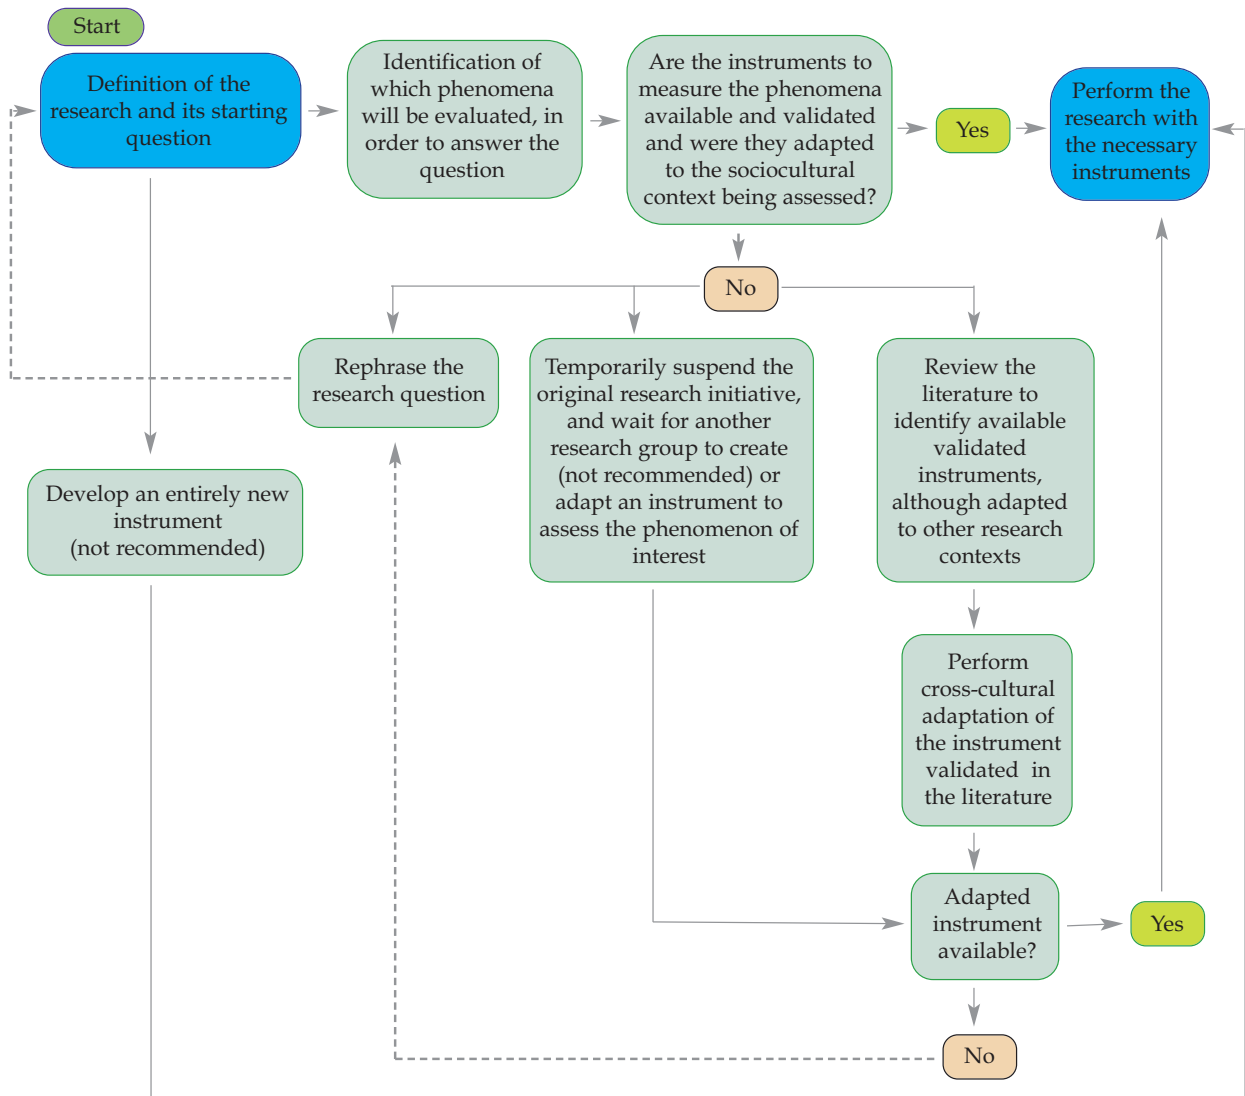 Start
Definition of the
research and its starting
question
Identification of
which phenomena
will be evaluated, in
order to answer the
question
Are the instruments to
measure the phenomena
available and validated
and were they adapted
to the sociocultural
context being assessed?
Yes
Perform the
research with
the necessary
instruments
No
Rephrase the
research question
Temporarily suspend the
original research initiative,
and wait for another
research group to create
(not recommended) or
adapt an instrument to
assess the phenomenon of
interest
Review the
literature to
identify available
validated
instruments,
although adapted
to other research
contexts
Develop an entirely new
instrument
(not recommended)
Perform
cross-cultural
adaptation of
the instrument
validated in
the literature
Adapted
instrument
available?
Yes
No